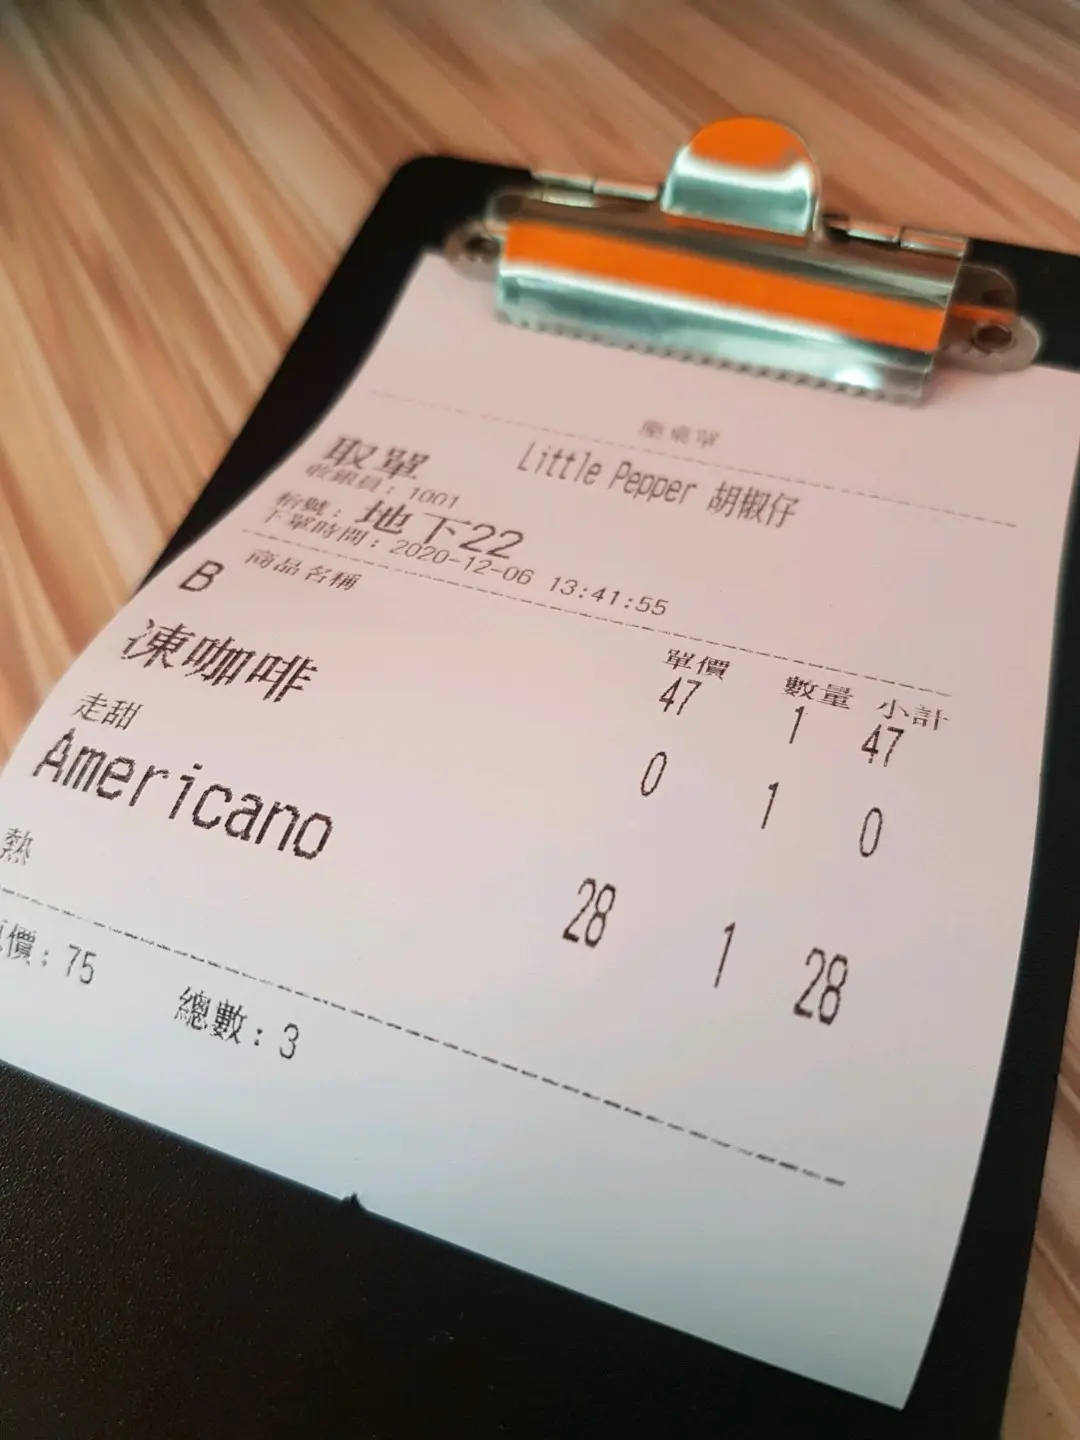 座桌單
Little Pepper 胡椒仔
取單
收銀員：1001
枱號：地下22
下單時間：2020-12-06 13:41:55
商品名稱 單價 數量 小計
B 47 1 47
凍咖啡
走甜 0 1 0
Americano 28 1 28
熱
價：75 總數：3